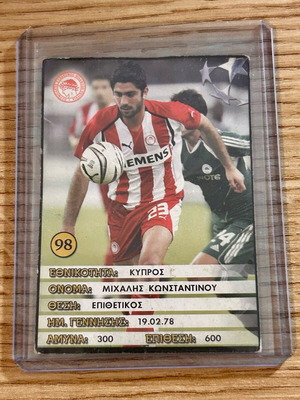 SIEMENS
23
98
ΕΘΝΙΚΟΤΗΤΑ: ΚΥΠΡΟΣ
ΟΝΟΜΑ: ΜΙΧΑΛΗΣ ΚΩΝΣΤΑΝΤΙΝΟΥ
ΘΕΣΗ: ΕΠΙΘΕΤΙΚΟΣ
ΗΜ. ΓΕΝΝΗΣΗΣ: 19.02.78
ΑΜΥΝΑ: 300 ΕΠΙΘΕΣΗ: 600